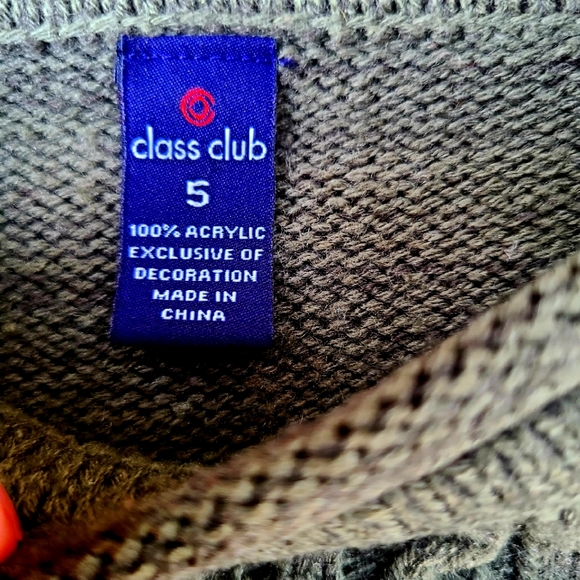 class club
5
100% ACRYLIC
EXCLUSIVE OF
DECORATION
MADE IN
CHINA